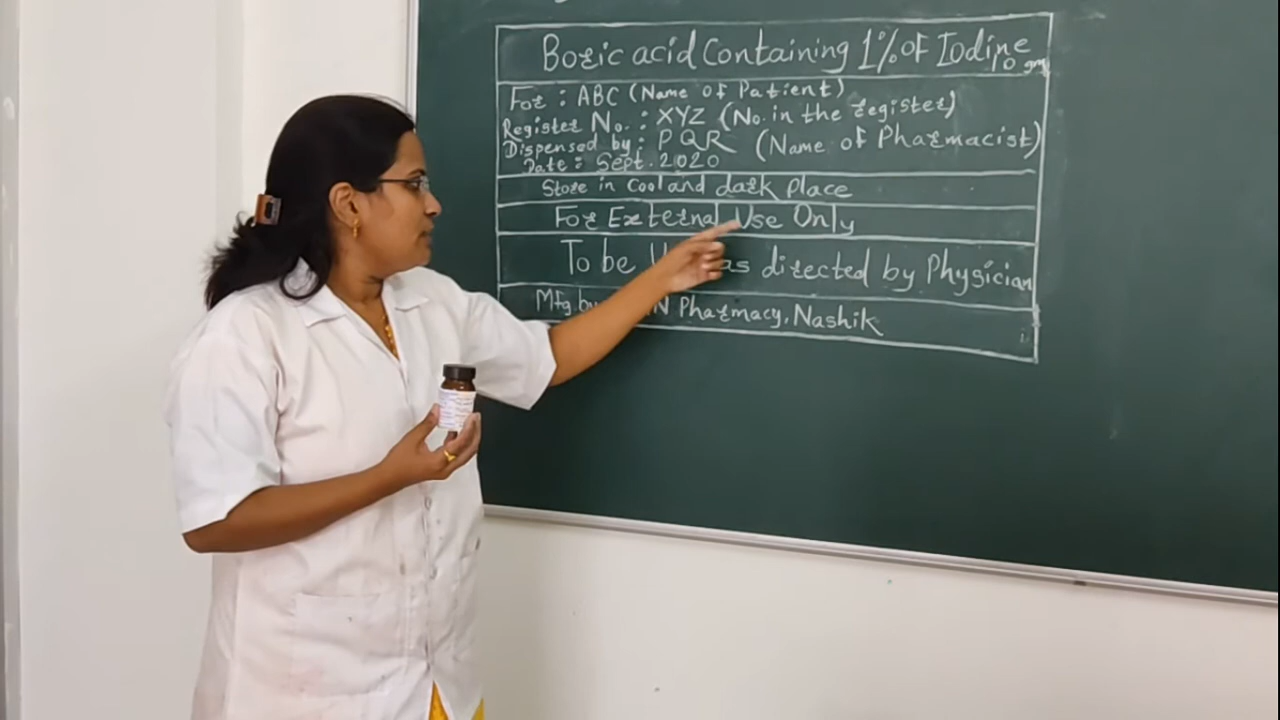 Boric acid Containing 1% of Iodine
10 gm
For : ABC (Name of Patient)
Register No. : XYZ (No. in the register)
Dispensed by : PQR (Name of Pharmacist)
Date : Sept. 2020
Store in Cool and dark place
For External Use Only
To be as directed by Physician
Mfg by Pharmacy, Nashik